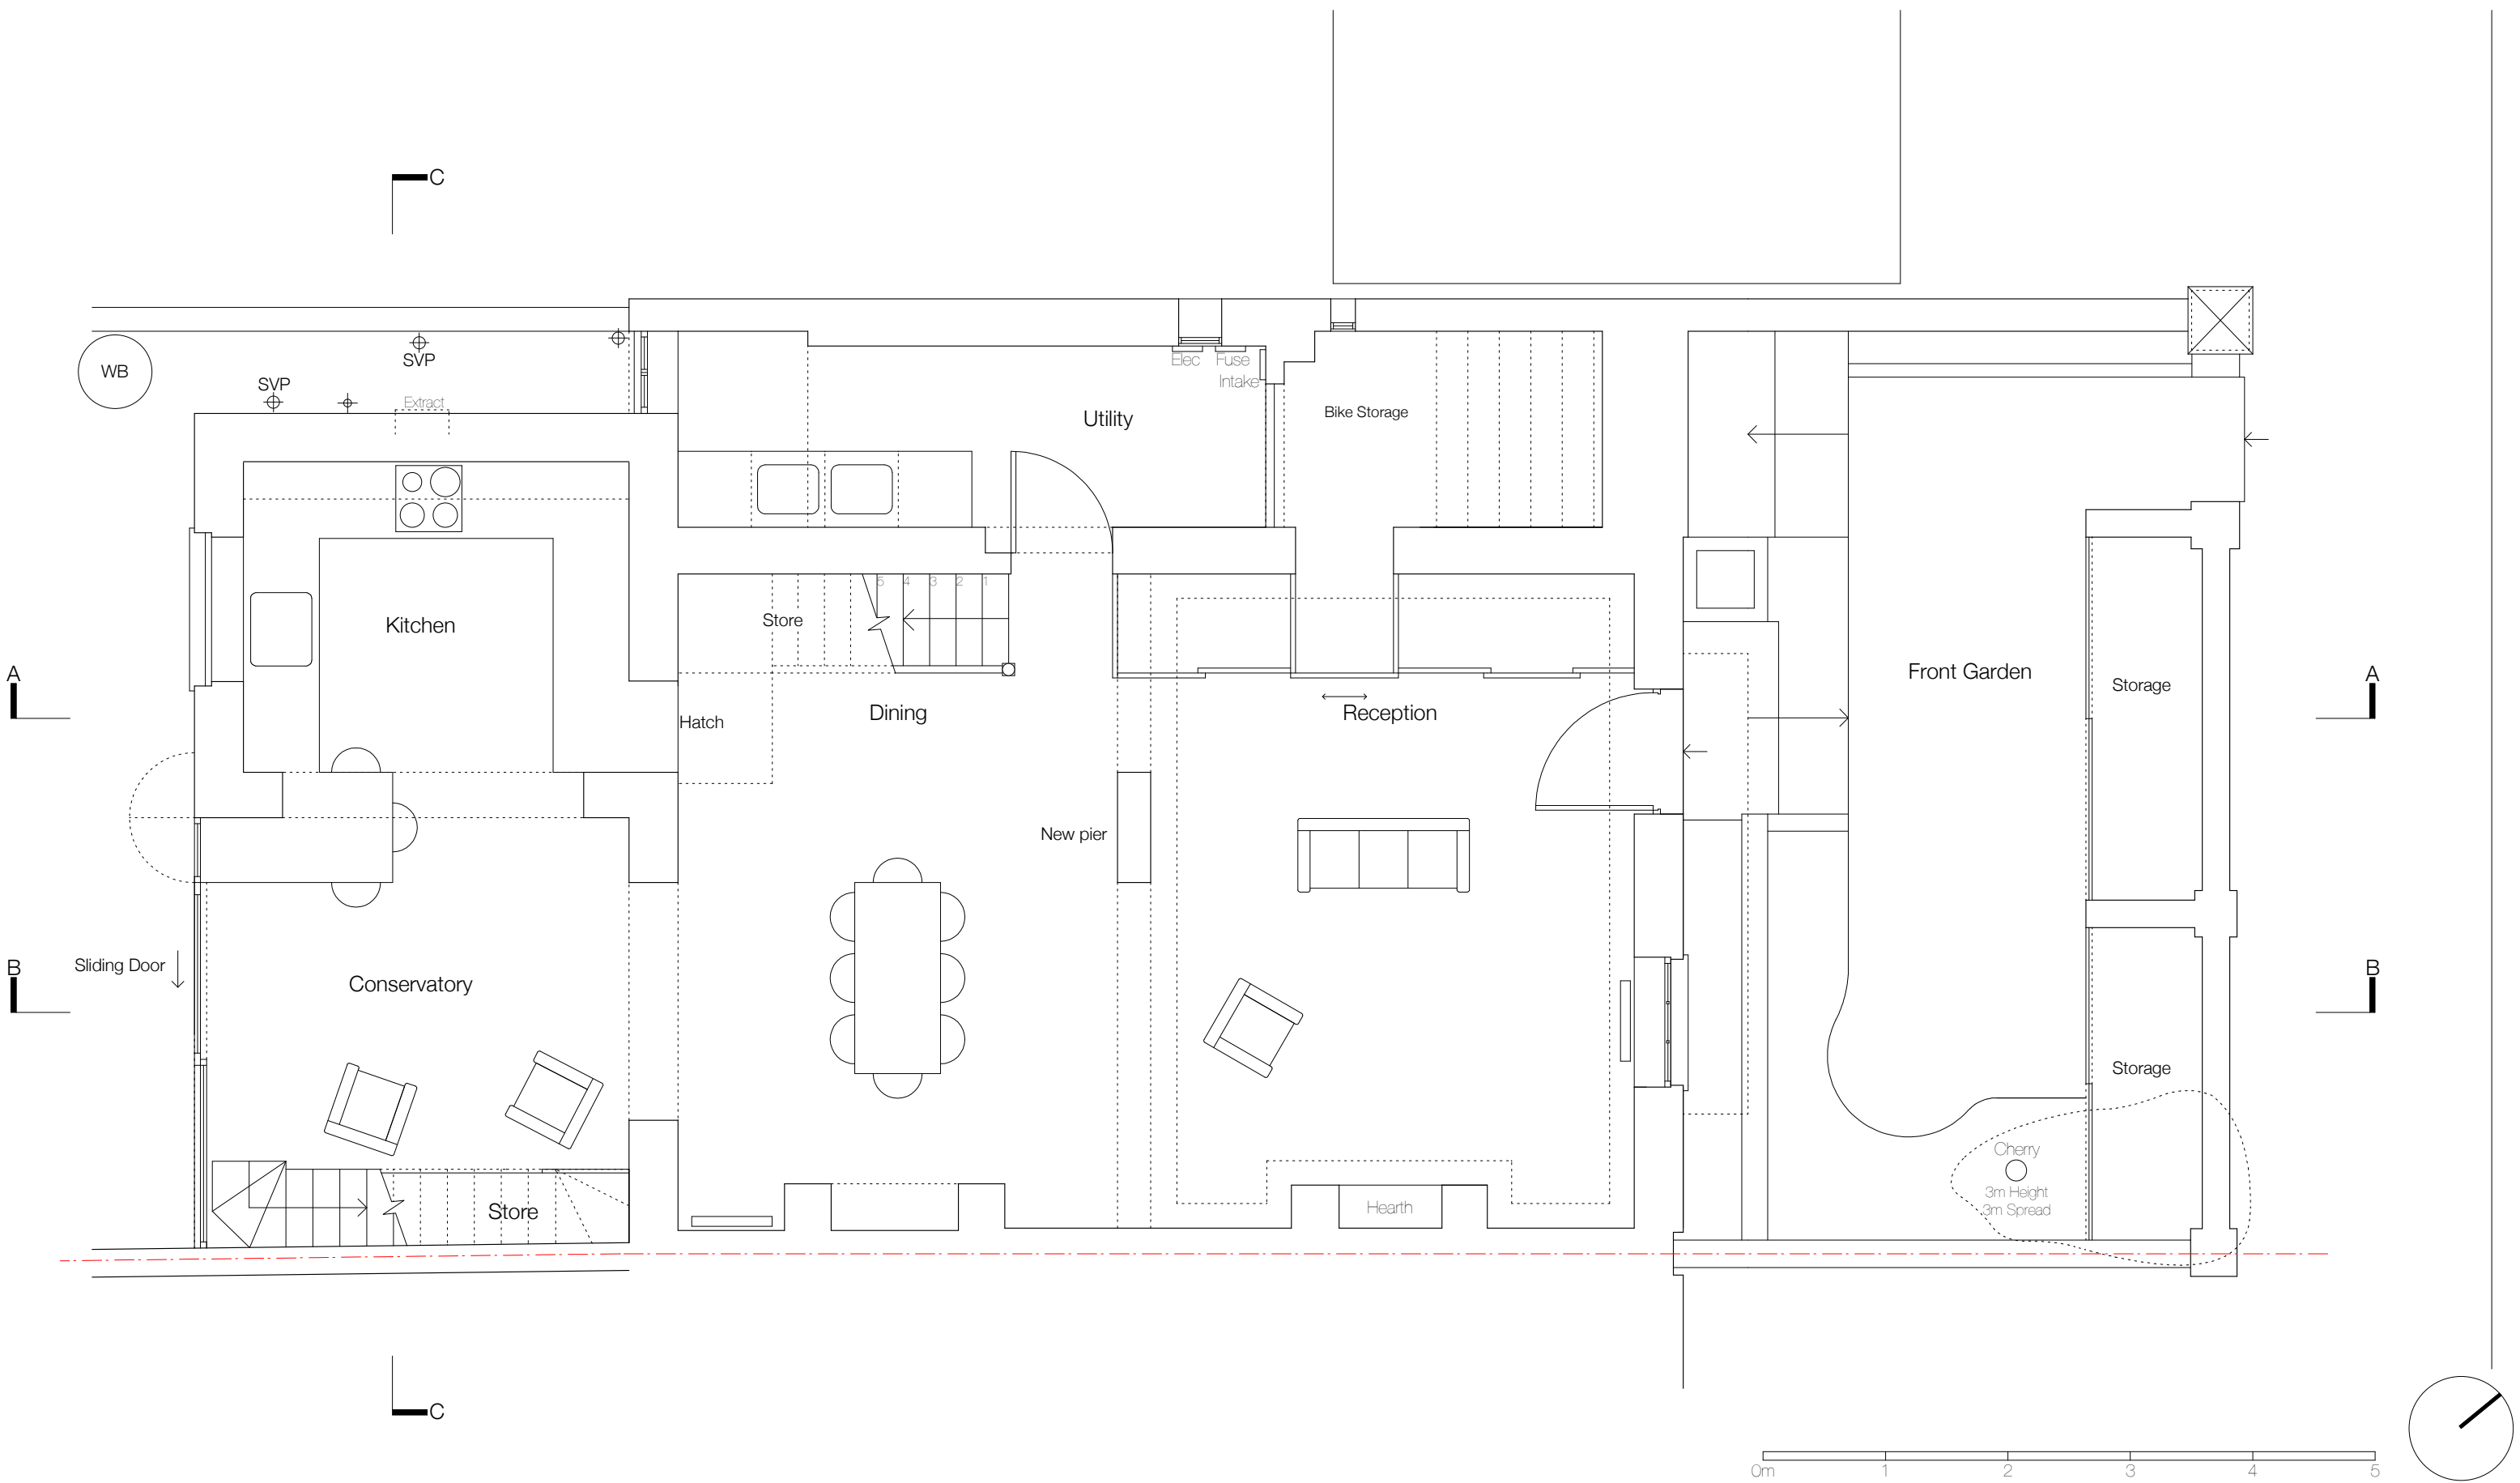 C
WB
SVP
SVP
Extract
Elec
Fuse
Intake
Utility
Bike Storage
5
4
3
2
1
Kitchen
Store
A
Front Garden
Storage
A
Hatch
Dining
Reception
New pier
B
Sliding Door
Conservatory
B
Storage
Cherry
3m Height
3m Spread
Store
Hearth
C
0m
1
2
3
4
5